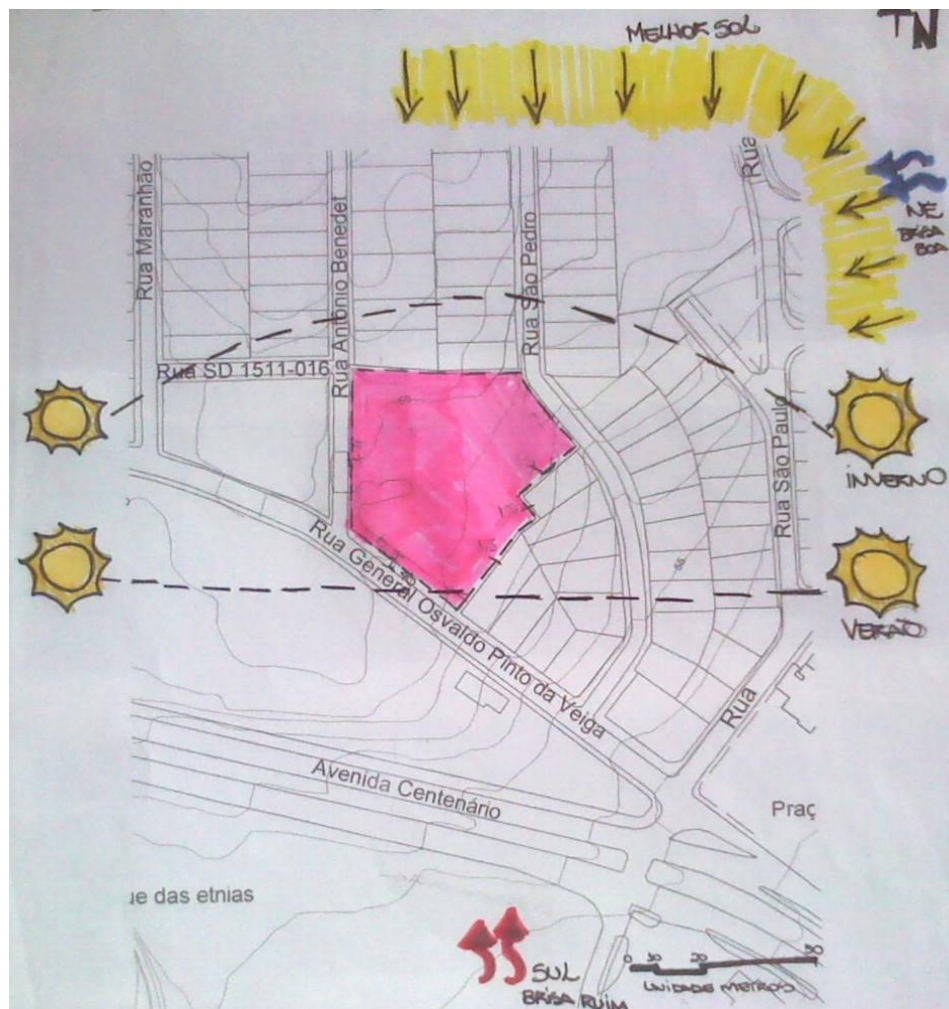 MELHOR SOL
N
Rua
Rua Maranhão
Rua Antônio Benedet
Rua São Pedro
NE
BRISA
BOA
Rua SD 1511-016
INVERNO
Rua São Paulo
Rua General Osvaldo Pinto da Veiga
VERÃO
Rua
Avenida Centenário
Praç
ue das etnias
SUL
BRISA RUIM
UNIDADE METROS